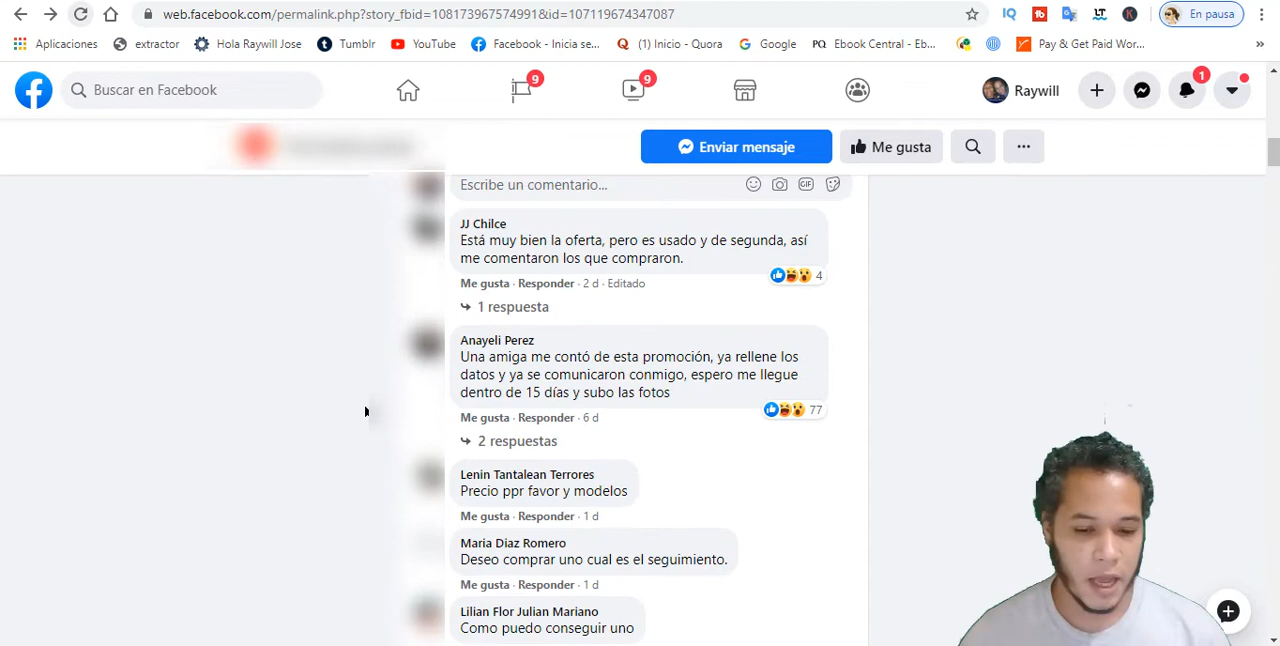 web.facebook.com/permalink.php?story_fbid=108173967574991&id=107119674347087
En pausa
Aplicaciones
extractor
Hola Raywill Jose
Tumblr
YouTube
Facebook - Inicia se...
(1) Inicio - Quora
Google
Ebook Central - Eb...
Pay & Get Paid Wor...
»
Buscar en Facebook
9
9
Raywill
1
Enviar mensaje
Me gusta
Escribe un comentario...
GIF
JJ Chilce
Está muy bien la oferta, pero es usado y de segunda, así
me comentaron los que compraron.
4
Me gusta · Responder · 2 d · Editado
1 respuesta
Anayeli Perez
Una amiga me contó de esta promoción, ya rellene los
datos y ya se comunicaron conmigo, espero me llegue
dentro de 15 días y subo las fotos
77
Me gusta · Responder · 6 d
2 respuestas
Lenin Tantalean Terrores
Precio ppr favor y modelos
Me gusta · Responder · 1 d
Maria Diaz Romero
Deseo comprar uno cual es el seguimiento.
Me gusta · Responder · 1 d
Lilian Flor Julian Mariano
Como puedo conseguir uno